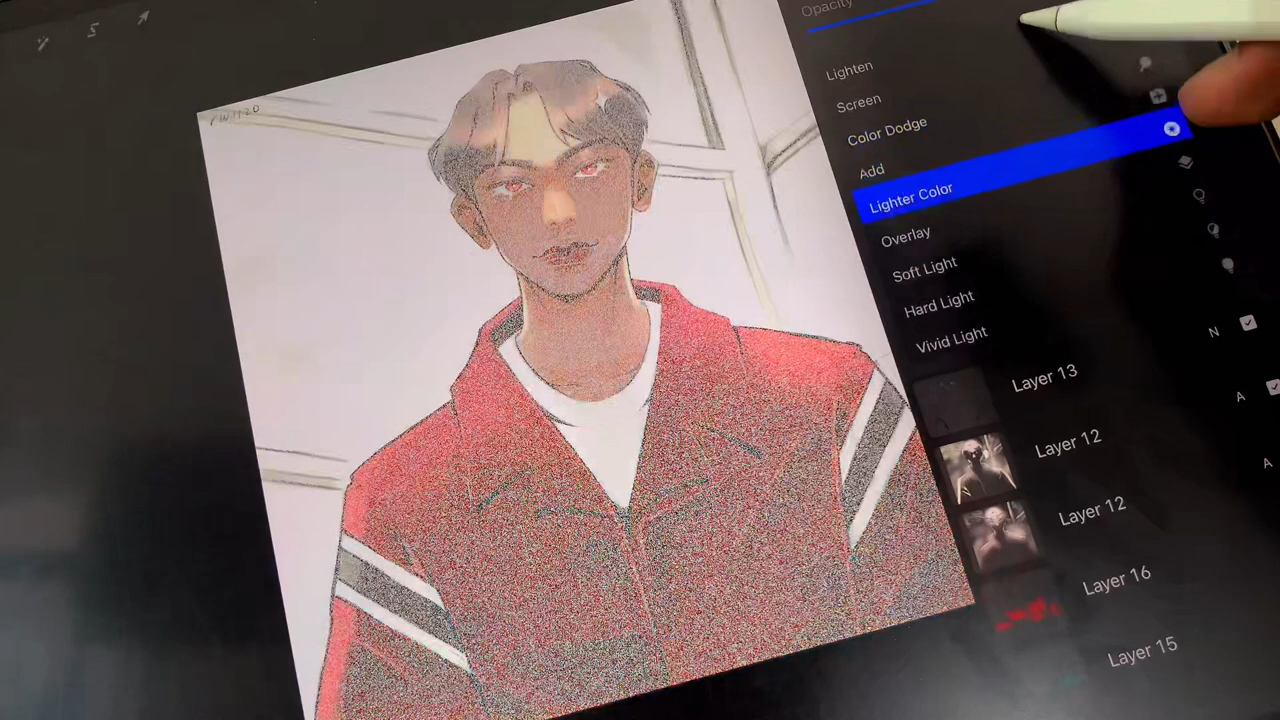 Opacity
Lighten
Screen
Color Dodge
Add
Lighter Color
Overlay
Soft Light
Hard Light
Vivid Light
N
Layer 13
A
Layer 12
A
Layer 12
Layer 16
Layer 15